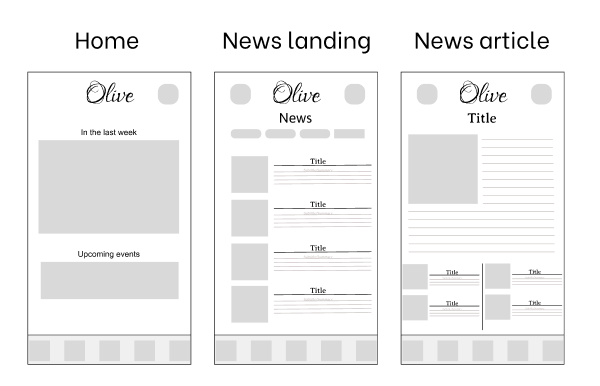 Home
News landing
News article
Olive
In the last week
Upcoming events
Olive
News
Title
Title
Title
Title
Olive
Title
Title
Title
Title
Title